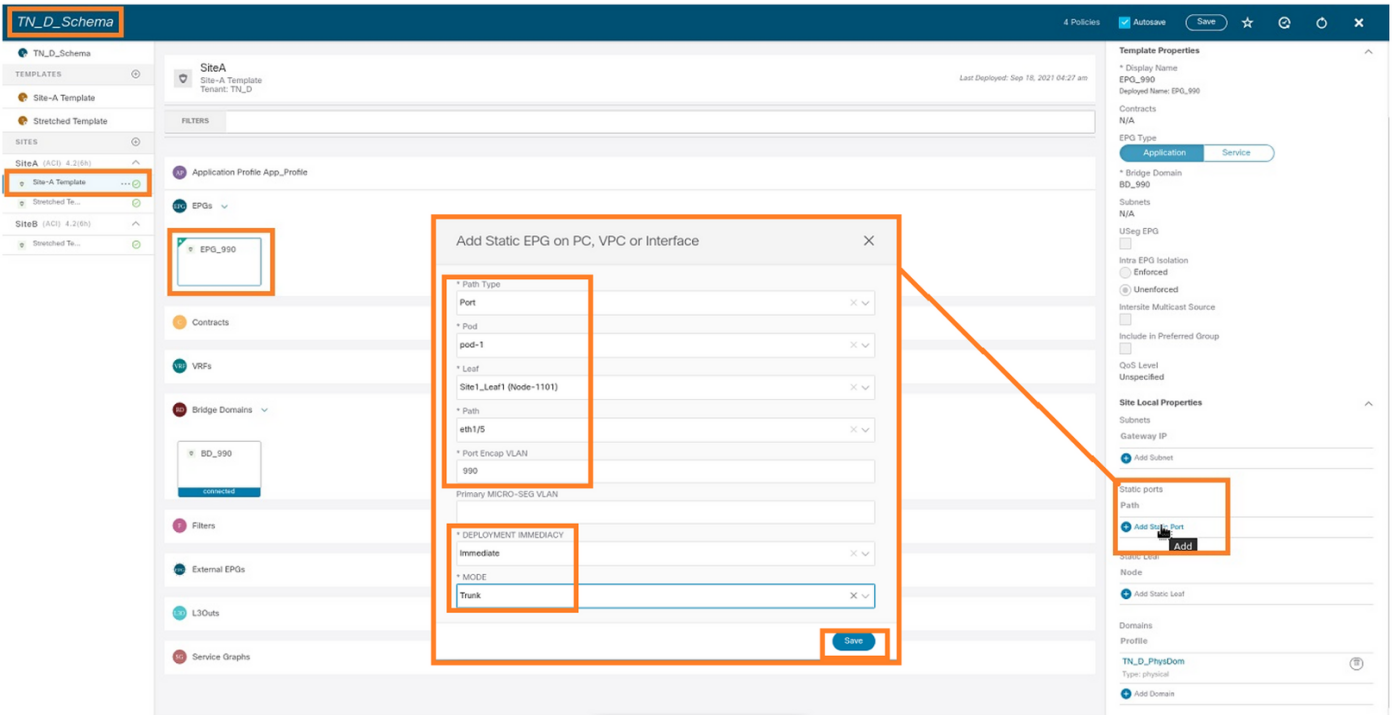 TN_D_Schema
4 Policies
Autosave
Save
TN_D_Schema
TEMPLATES
Site-A Template
Stretched Template
SITES
SiteA (ACI) 4.2(6h)
Site-A Template
Stretched Te...
SiteB (ACI) 4.2(6h)
Stretched Te...
SiteA
Site-A Template
Tenant: TN_D
Last Deployed: Sep 18, 2021 04:27 am
FILTERS
AP Application Profile App_Profile
EPG EPGs
EPG_990
C Contracts
VRF VRFs
BD Bridge Domains
BD_990
connected
F Filters
External EPGs
L3O L3Outs
SG Service Graphs
Add Static EPG on PC, VPC or Interface
* Path Type
Port
* Pod
pod-1
* Leaf
Site1_Leaf1 (Node-1101)
* Path
eth1/5
* Port Encap VLAN
990
Primary MICRO-SEG VLAN
* DEPLOYMENT IMMEDIACY
Immediate
* MODE
Trunk
Save
Template Properties
* Display Name
EPG_990
Deployed Name: EPG_990
Contracts
N/A
EPG Type
Application Service
* Bridge Domain
BD_990
Subnets
N/A
USeg EPG
Intra EPG Isolation
Enforced
Unenforced
Intersite Multicast Source
Include in Preferred Group
QoS Level
Unspecified
Site Local Properties
Subnets
Gateway IP
Add Subnet
Static ports
Path
Add Static Port
Add
Static Leaf
Node
Add Static Leaf
Domains
Profile
TN_D_PhysDom
Type: physical
Add Domain